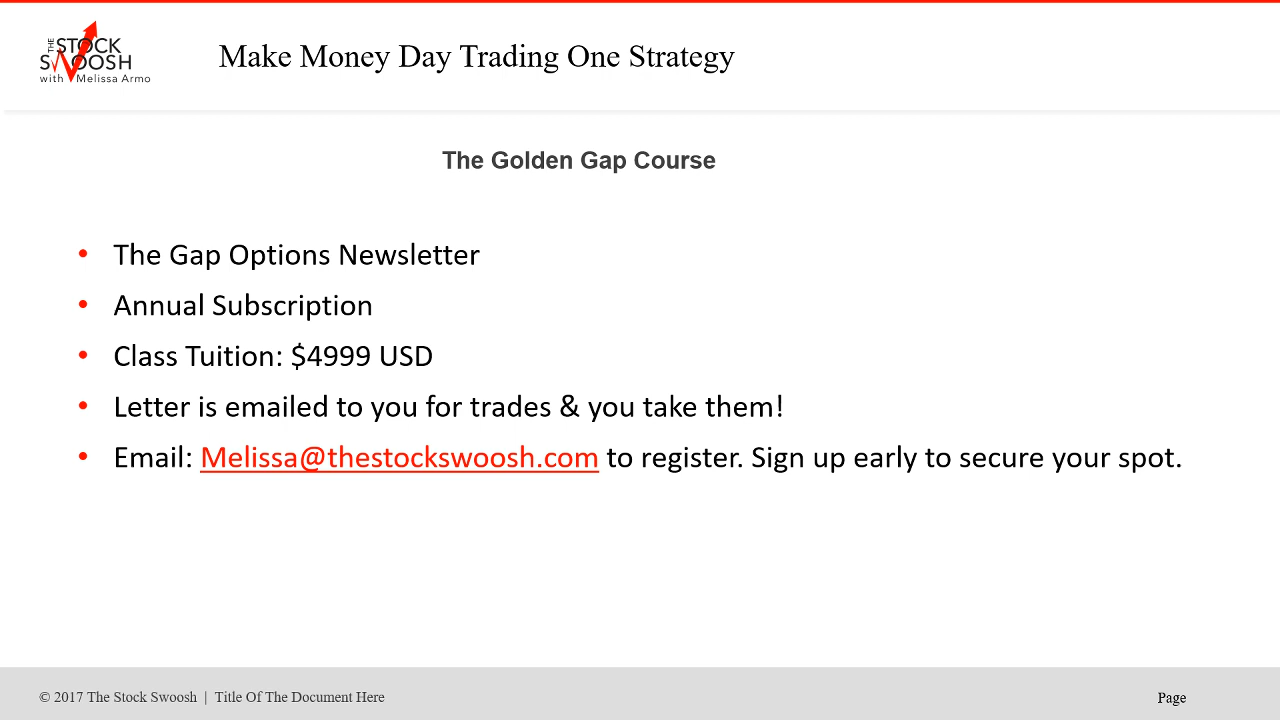 THE STOCK
SWOOSH
with Melissa Armo
Make Money Day Trading One Strategy
The Golden Gap Course
• The Gap Options Newsletter
• Annual Subscription
• Class Tuition: $4999 USD
• Letter is emailed to you for trades & you take them!
• Email: Melissa@thestockswoosh.com to register. Sign up early to secure your spot.
© 2017 The Stock Swoosh | Title Of The Document Here
Page